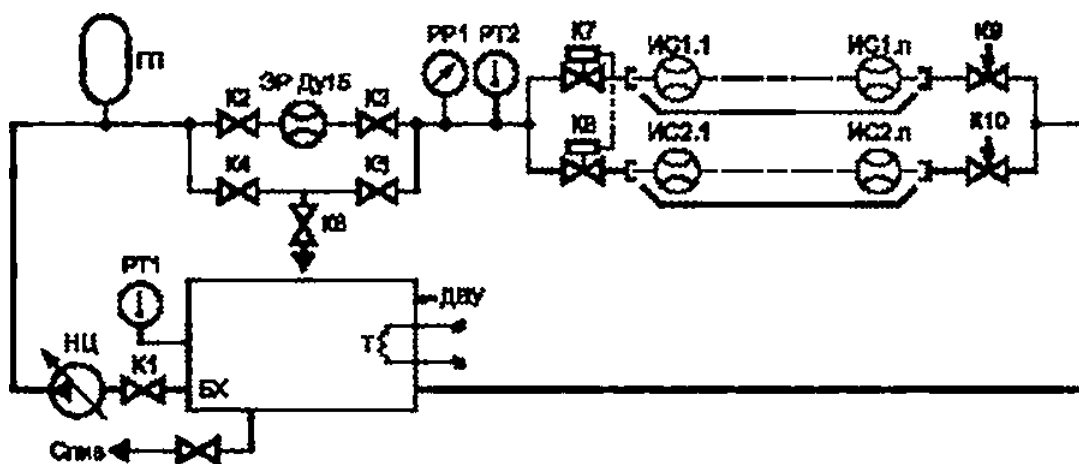 ГП
РР1 РТ2
К7
ИС1.1
ИС1.п
К9
К2
ЭР Ду15
К3
К8
ИС2.1
ИС2.п
К10
К4
К5
К6
РТ1
ДВУ
НЦ
К1
Т
БХ
Слив